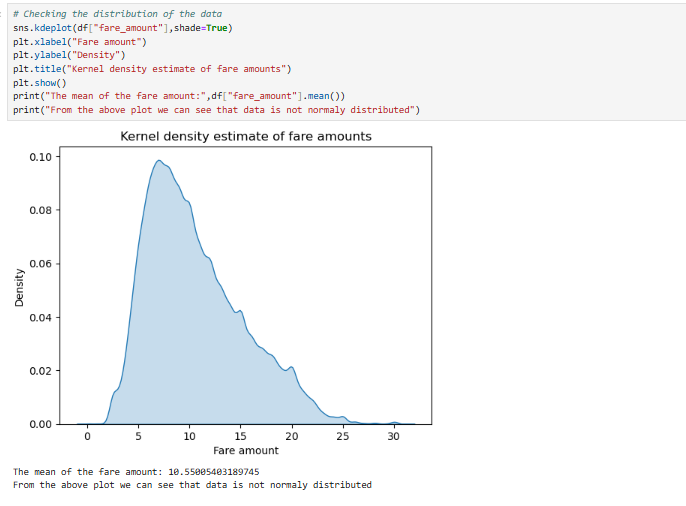 # Checking the distribution of the data
sns.kdeplot(df["fare_amount"],shade=True)
plt.xlabel("Fare amount")
plt.ylabel("Density")
plt.title("Kernel density estimate of fare amounts")
plt.show()
print("The mean of the fare amount:",df["fare_amount"].mean())
print("From the above plot we can see that data is not normaly distributed")
Kernel density estimate of fare amounts
0.10
0.08
0.06
0.04
0.02
0.00
Density
0 5 10 15 20 25 30
Fare amount
The mean of the fare amount: 10.55005403189745
From the above plot we can see that data is not normaly distributed